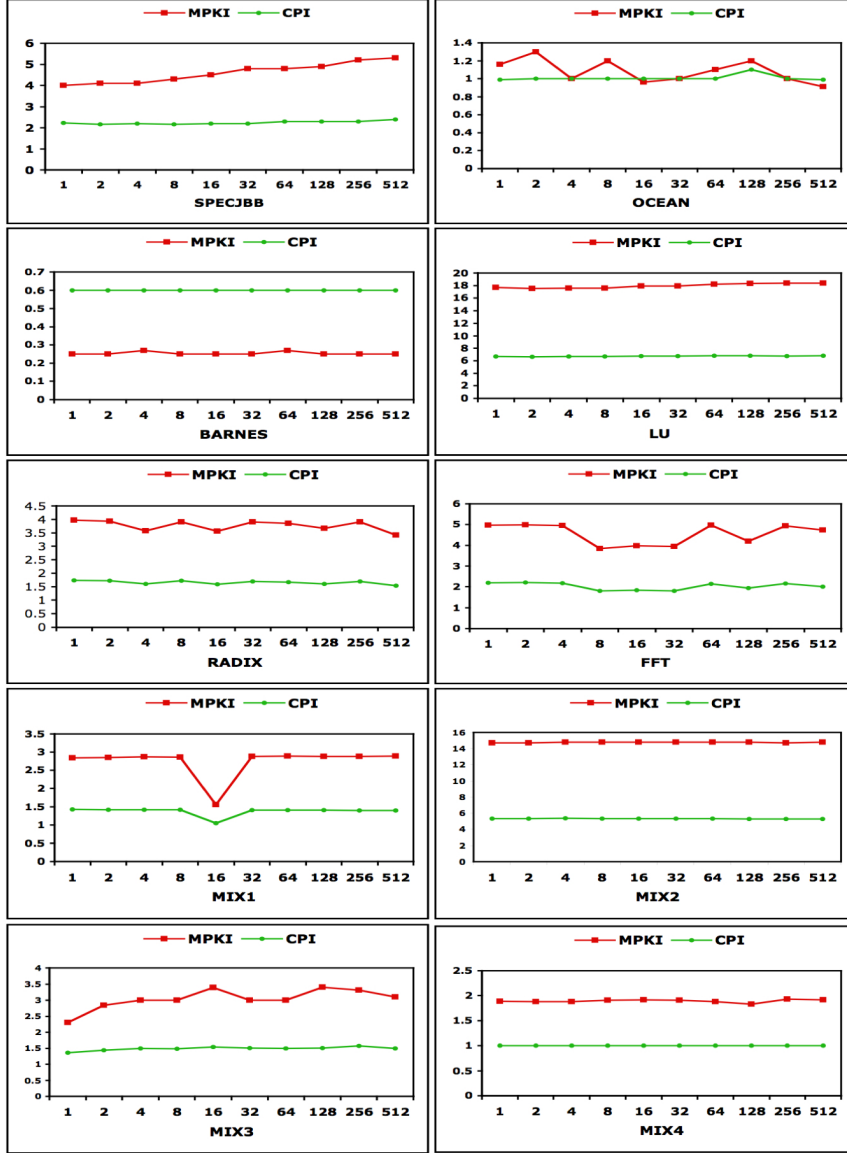 MPKI CPI
6
5
4
3
2
1
0
1 2 4 8 16 32 64 128 256 512
SPECJBB
MPKI CPI
1.4
1.2
1
0.8
0.6
0.4
0.2
0
1 2 4 8 16 32 64 128 256 512
OCEAN
MPKI CPI
0.7
0.6
0.5
0.4
0.3
0.2
0.1
0
1 2 4 8 16 32 64 128 256 512
BARNES
MPKI CPI
20
18
16
14
12
10
8
6
4
2
0
1 2 4 8 16 32 64 128 256 512
LU
MPKI CPI
4.5
4
3.5
3
2.5
2
1.5
1
0.5
0
1 2 4 8 16 32 64 128 256 512
RADIX
MPKI CPI
6
5
4
3
2
1
0
1 2 4 8 16 32 64 128 256 512
FFT
MPKI CPI
3.5
3
2.5
2
1.5
1
0.5
0
1 2 4 8 16 32 64 128 256 512
MIX1
MPKI CPI
16
14
12
10
8
6
4
2
0
1 2 4 8 16 32 64 128 256 512
MIX2
MPKI CPI
4
3.5
3
2.5
2
1.5
1
0.5
0
1 2 4 8 16 32 64 128 256 512
MIX3
MPKI CPI
2.5
2
1.5
1
0.5
0
1 2 4 8 16 32 64 128 256 512
MIX4